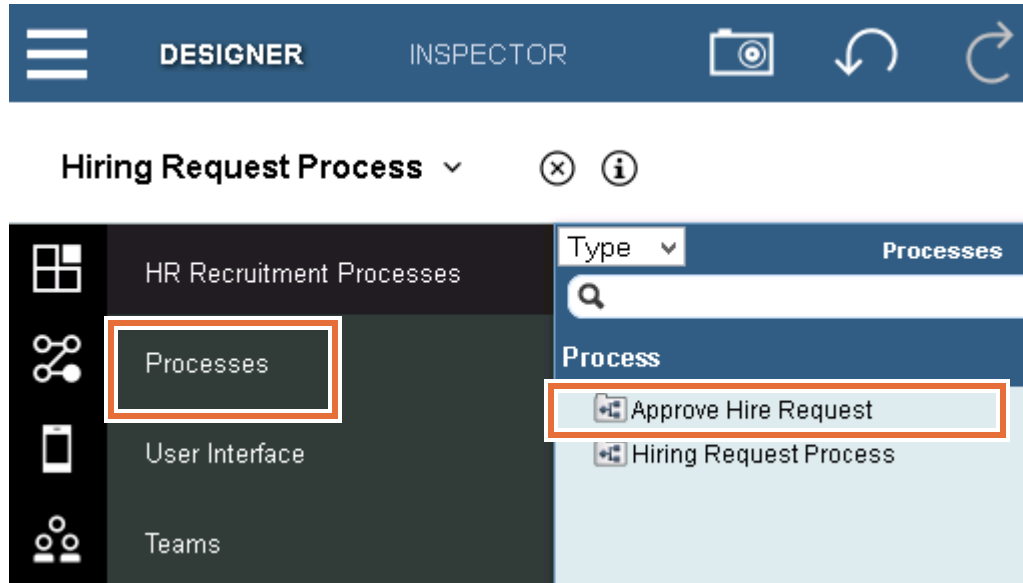 DESIGNER INSPECTOR
Hiring Request Process
HR Recruitment Processes
Processes
User Interface
Teams
Type Processes
Process
Approve Hire Request
Hiring Request Process